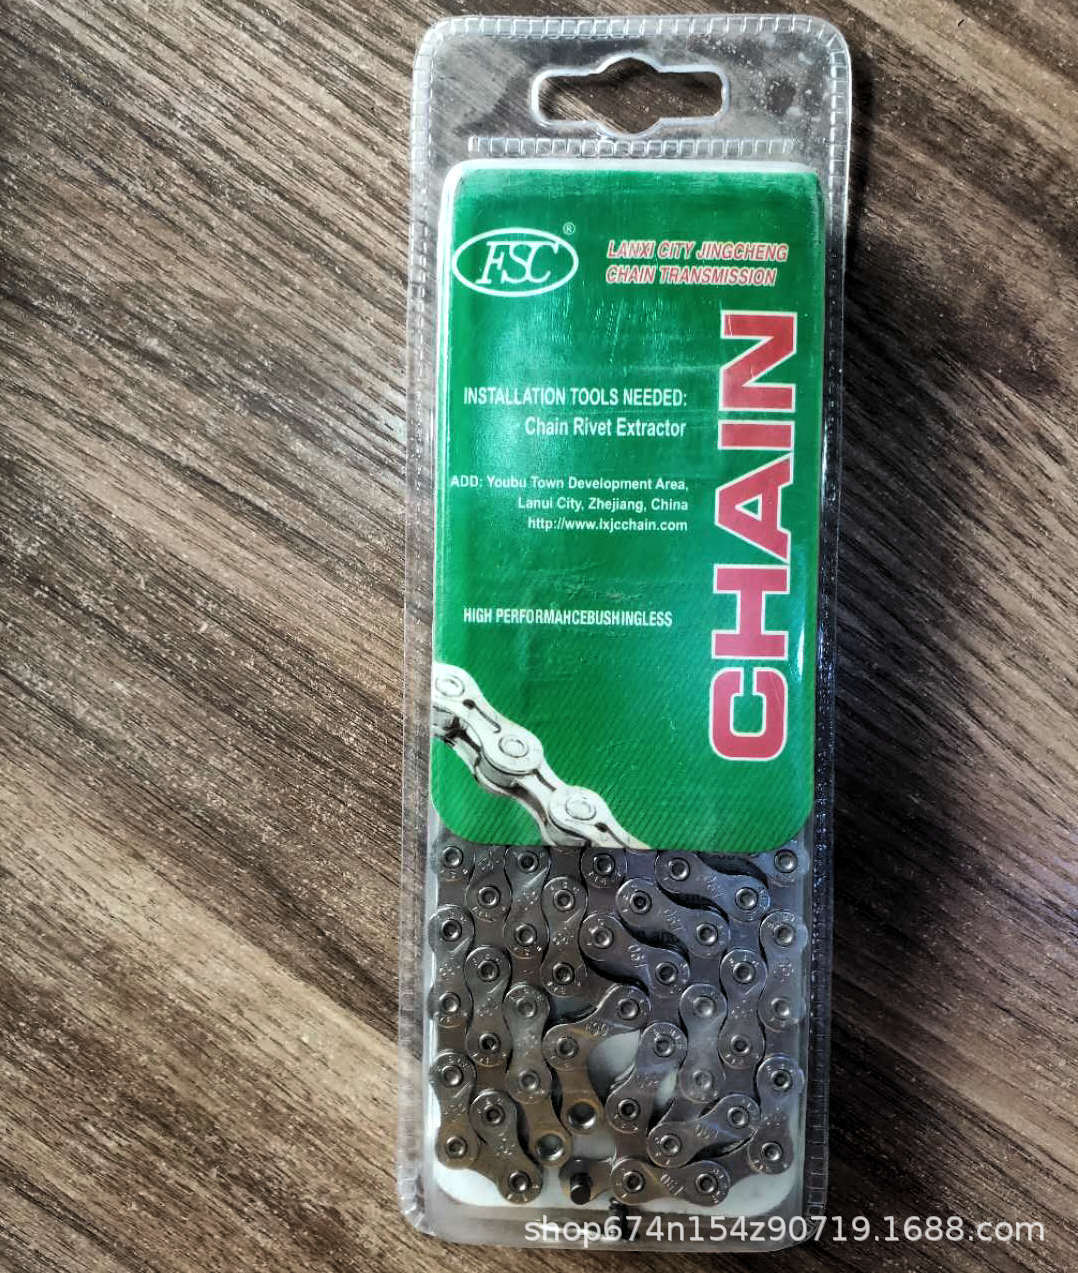 FSC®
LANXI CITY JINGCHENG
CHAIN TRANSMISSION
CHAIN
INSTALLATION TOOLS NEEDED:
Chain Rivet Extractor
ADD: Youbu Town Development Area,
Lanui City, Zhejiang, China
http://www.lxjcchain.com
HIGH PERFORMAHCEBUSHINGLESS
shop674n154z90719.1688.com